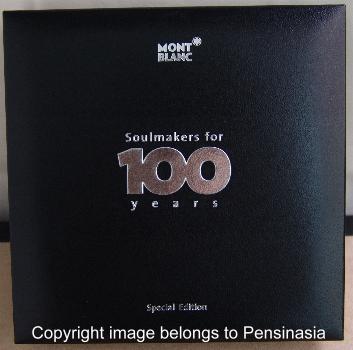 MONT
BLANC
Soulmakers for
100
years
Special Edition
Copyright image belongs to Pensinasia